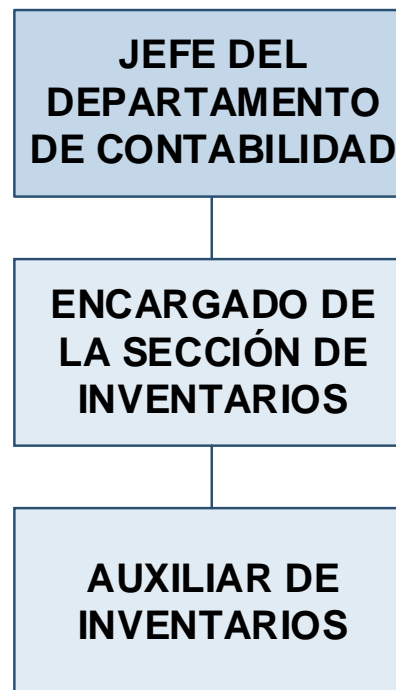 JEFE DEL
DEPARTAMENTO
DE CONTABILIDAD
ENCARGADO DE
LA SECCIÓN DE
INVENTARIOS
AUXILIAR DE
INVENTARIOS